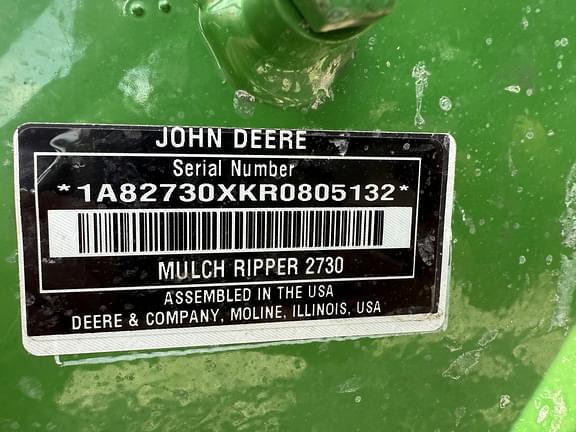 JOHN DEERE
Serial Number
*1A82730XKR0805132*
MULCH RIPPER 2730
ASSEMBLED IN THE USA
DEERE & COMPANY, MOLINE, ILLINOIS, USA